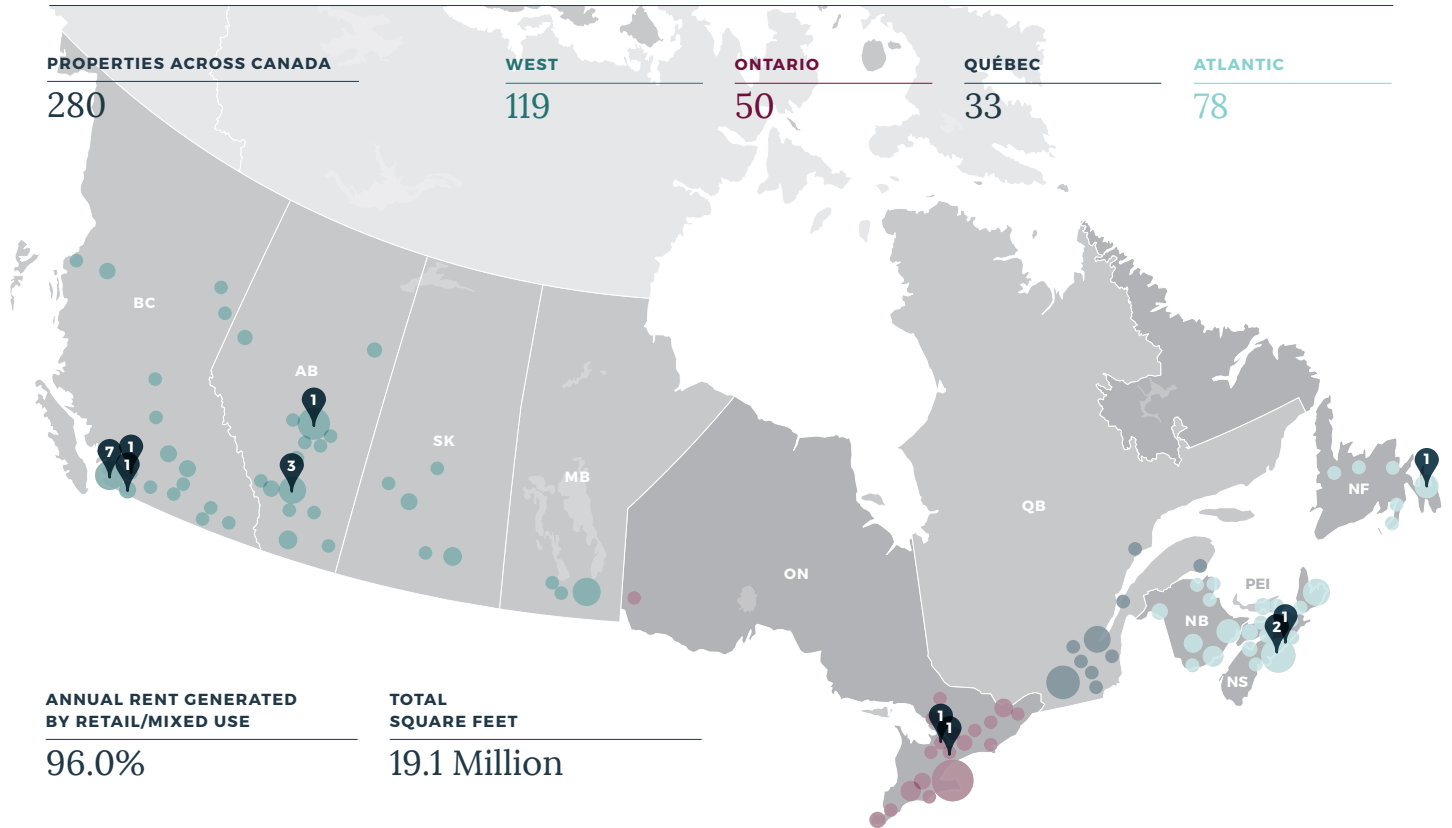 PROPERTIES ACROSS CANADA
280
WEST
119
ONTARIO
50
QUÉBEC
33
ATLANTIC
78
BC
AB
1
SK
7
1
1
3
MB
ON
QB
1
NF
PEI
NB
1
2
NS
1
1
ANNUAL RENT GENERATED
BY RETAIL/MIXED USE
96.0%
TOTAL
SQUARE FEET
19.1 Million